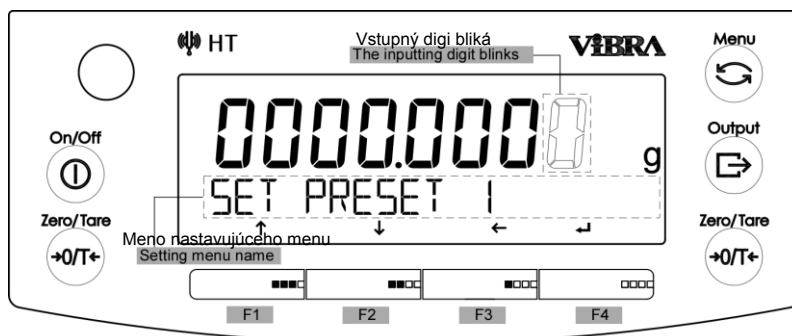 HT
Vstupný digi bliká
The inputting digit blinks
ViBRA
Menu
0000.0000
g
On/Off
Output
SET PRESET 1
↑ ↓ ← ↵
Zero/Tare
→0/T←
Meno nastavujúceho menu
Setting menu name
Zero/Tare
→0/T←
F1 F2 F3 F4